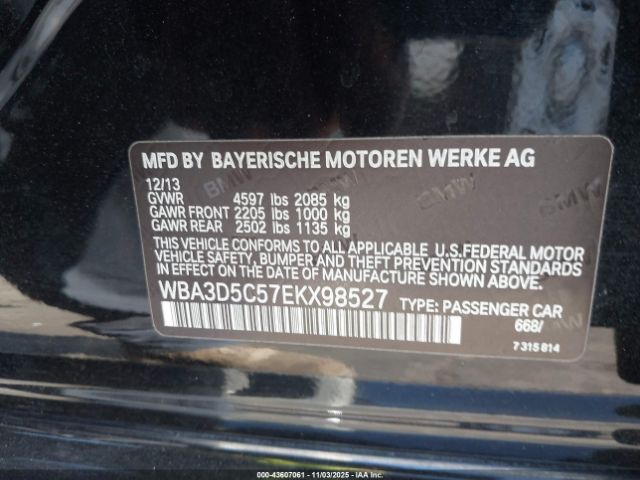 MFD BY BAYERISCHE MOTOREN WERKE AG
12/13
GVWR 4597 lbs 2085 kg
GAWR FRONT 2205 lbs 1000 kg
GAWR REAR 2502 lbs 1135 kg
THIS VEHICLE CONFORMS TO ALL APPLICABLE U.S.FEDERAL MOTOR
VEHICLE SAFETY, BUMPER AND THEFT PREVENTION STANDARDS
IN EFFECT ON THE DATE OF MANUFACTURE SHOWN ABOVE.
WBA3D5C57EKX98527 TYPE: PASSENGER CAR
668/
7 315 814
000-43607061 - 11/03/2025 - IAAI.COM